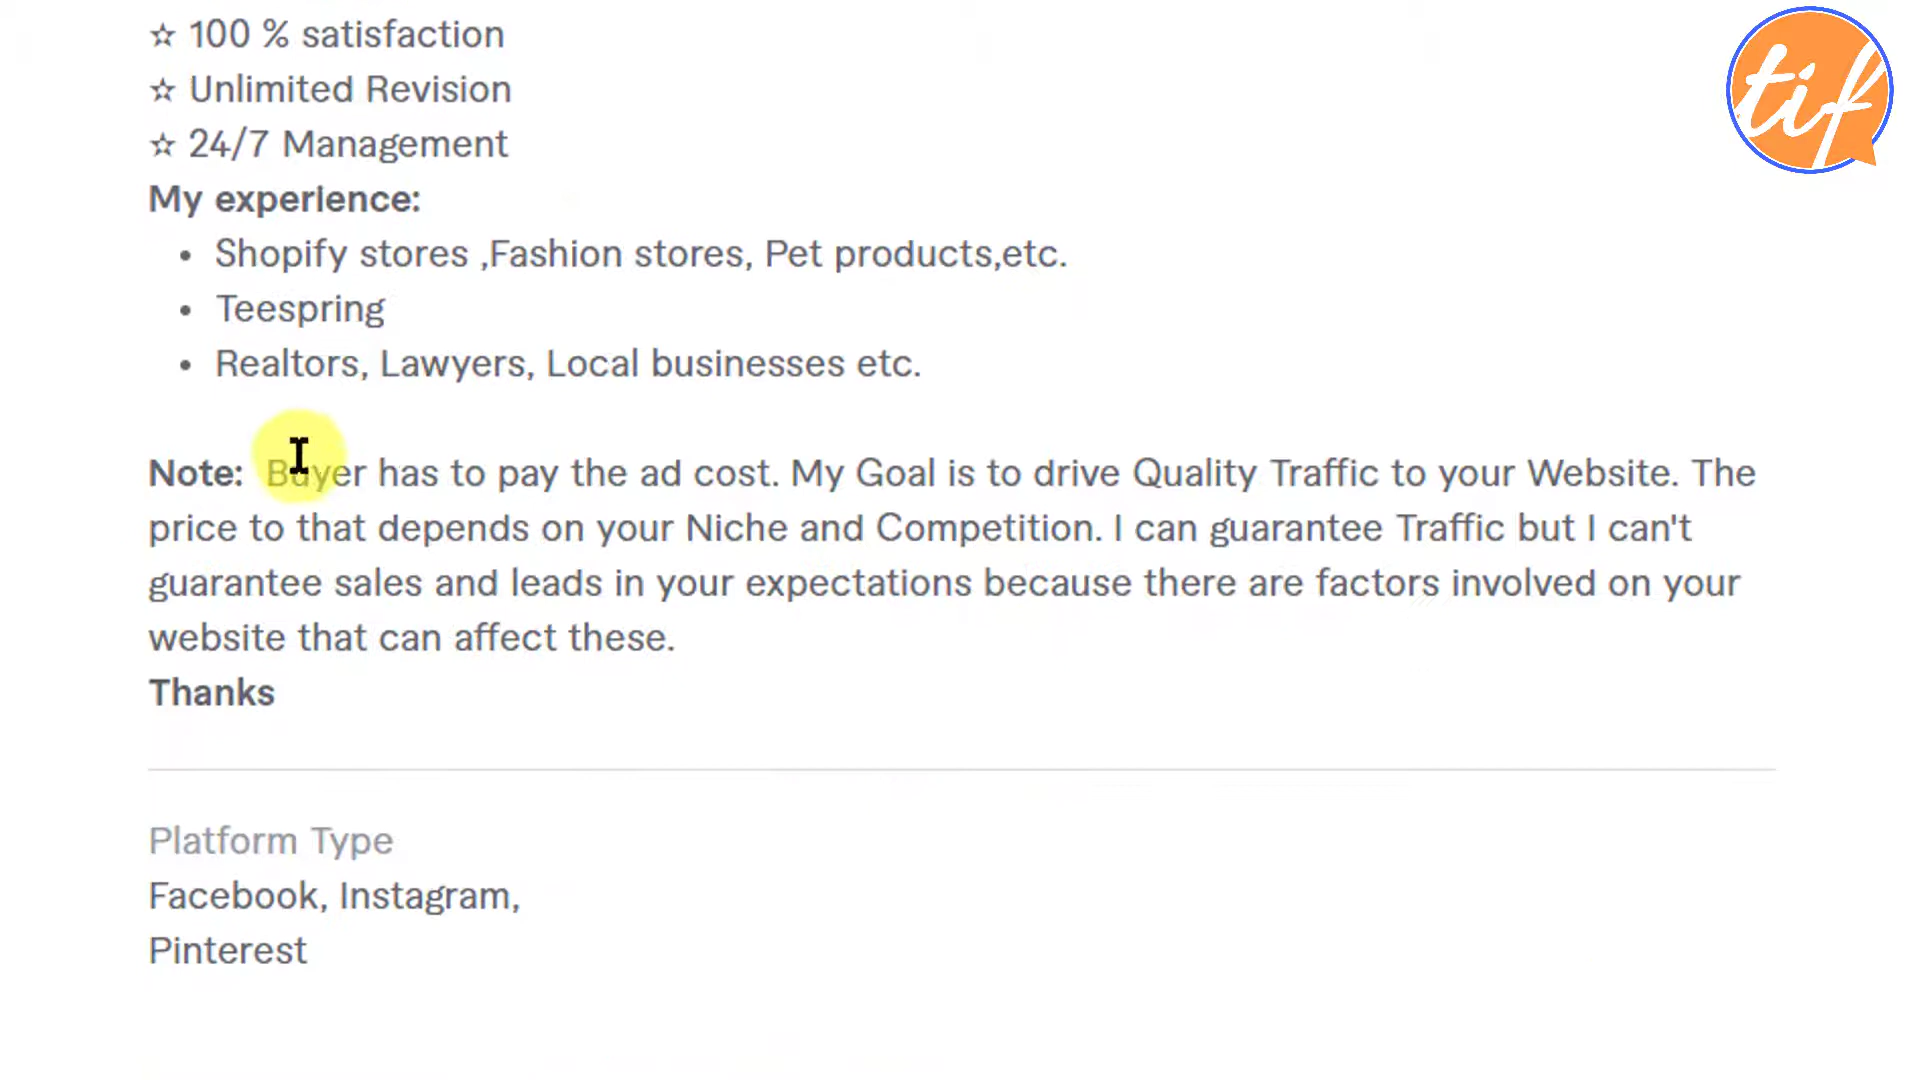 ☆ 100 % satisfaction
☆ Unlimited Revision
☆ 24/7 Management
My experience:
• Shopify stores ,Fashion stores, Pet products,etc.
• Teespring
• Realtors, Lawyers, Local businesses etc.
Note: Buyer has to pay the ad cost. My Goal is to drive Quality Traffic to your Website. The
price to that depends on your Niche and Competition. I can guarantee Traffic but I can't
guarantee sales and leads in your expectations because there are factors involved on your
website that can affect these.
Thanks
Platform Type
Facebook, Instagram,
Pinterest
tif